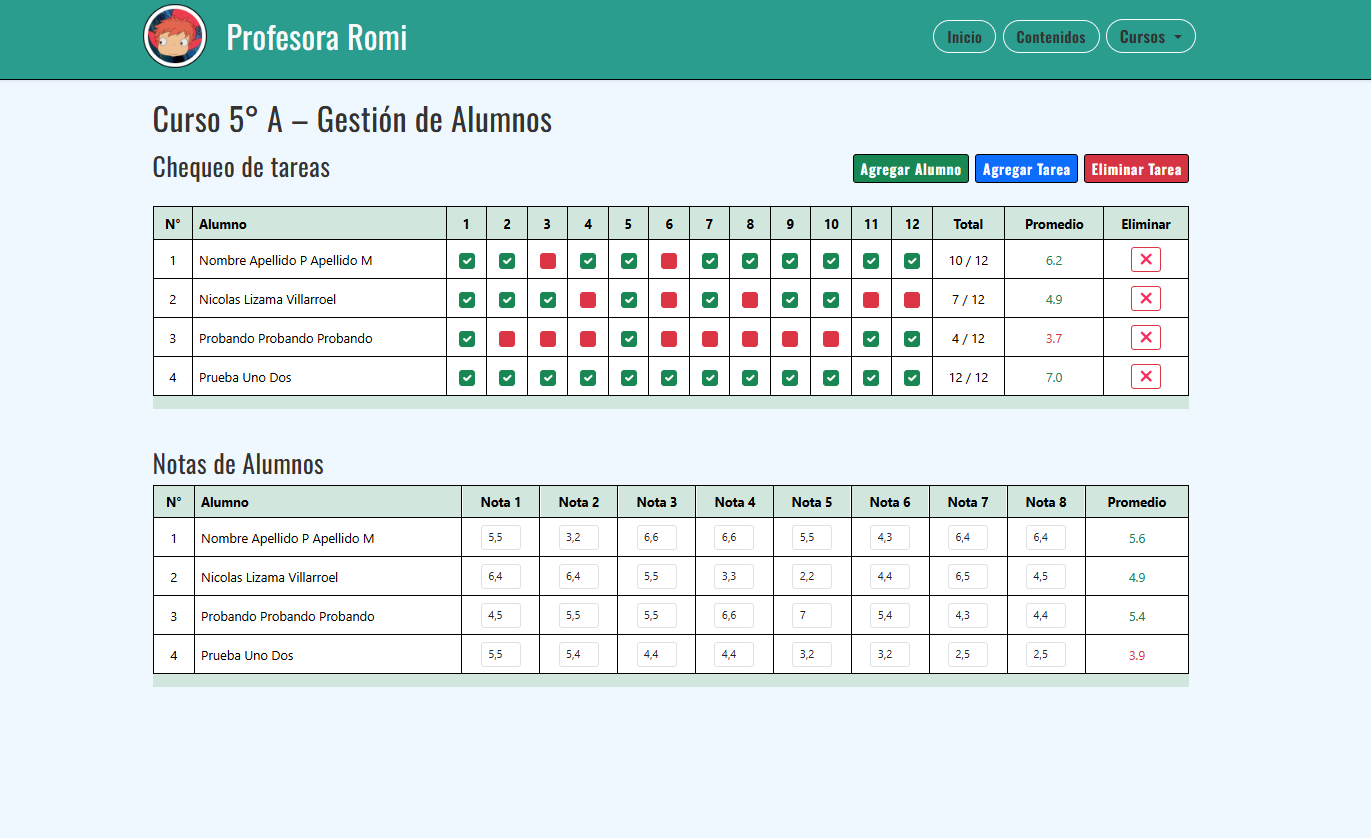 Profesora Romi
Inicio Contenidos Cursos
Curso 5° A – Gestión de Alumnos
Chequeo de tareas
Agregar Alumno Agregar Tarea Eliminar Tarea
N° Alumno 1 2 3 4 5 6 7 8 9 10 11 12 Total Promedio Eliminar
1 Nombre Apellido P Apellido M 10 / 12 6.2
2 Nicolas Lizama Villarroel 7 / 12 4.9
3 Probando Probando Probando 4 / 12 3.7
4 Prueba Uno Dos 12 / 12 7.0
Notas de Alumnos
N° Alumno Nota 1 Nota 2 Nota 3 Nota 4 Nota 5 Nota 6 Nota 7 Nota 8 Promedio
1 Nombre Apellido P Apellido M 5,5 3,2 6,6 6,6 5,5 4,3 6,4 6,4 5.6
2 Nicolas Lizama Villarroel 6,4 6,4 5,5 3,3 2,2 4,4 6,5 4,5 4.9
3 Probando Probando Probando 4,5 5,5 5,5 6,6 7 5,4 4,3 4,4 5.4
4 Prueba Uno Dos 5,5 5,4 4,4 4,4 3,2 3,2 2,5 2,5 3.9